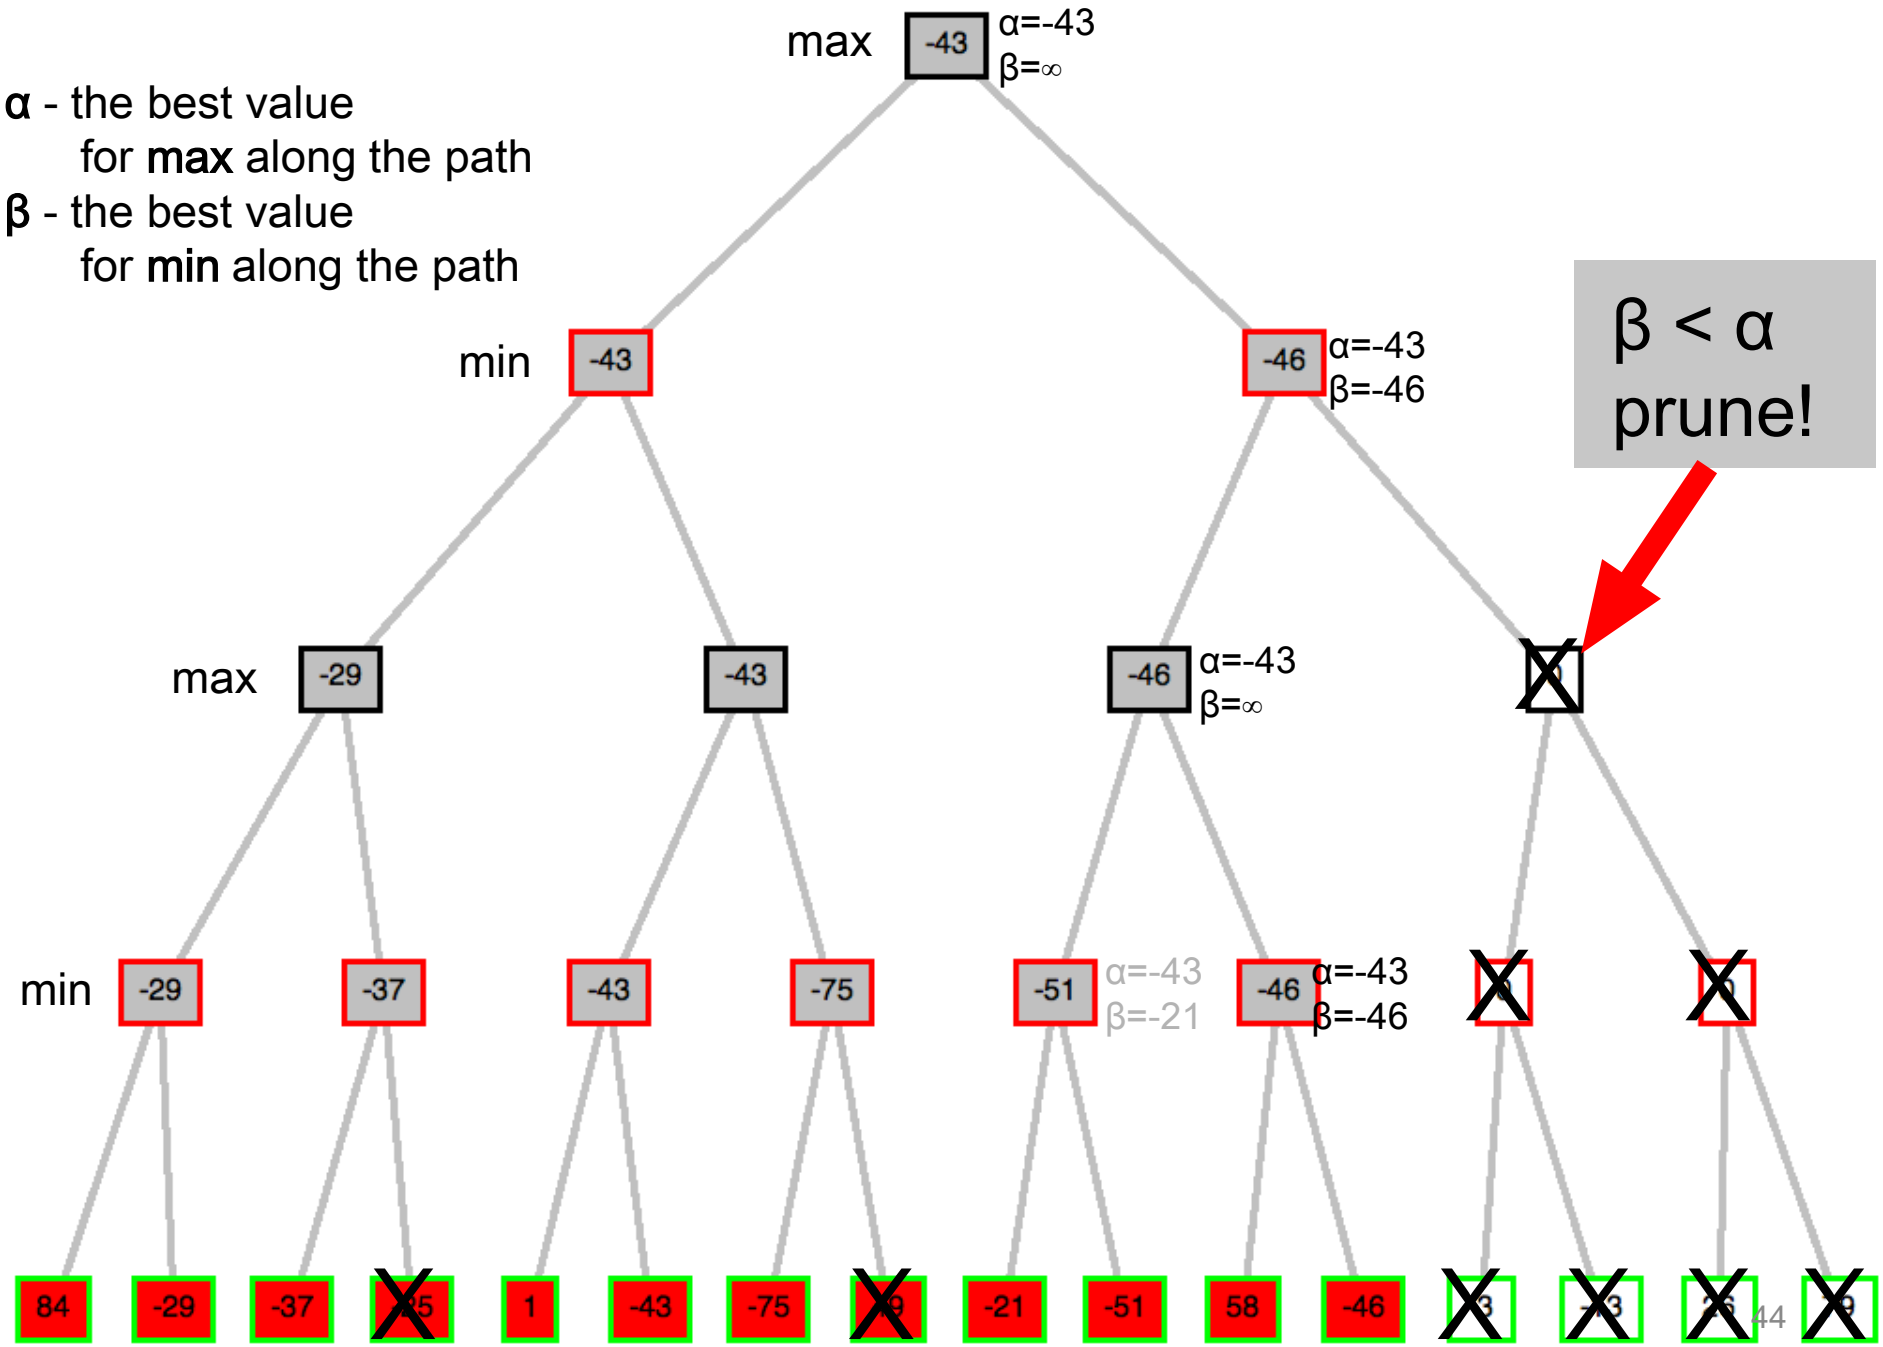 max -43 α=-43
β=∞
α - the best value
for max along the path
β - the best value
for min along the path
β < α
prune!
min -43 -46 α=-43
β=-46
max -29 -43 -46 α=-43
β=∞
min -29 -37 -43 -75 -51 α=-43 -46 α=-43
β=-21 β=-46
84 -29 -37 1 -43 -75 -21 -51 58 -46
44